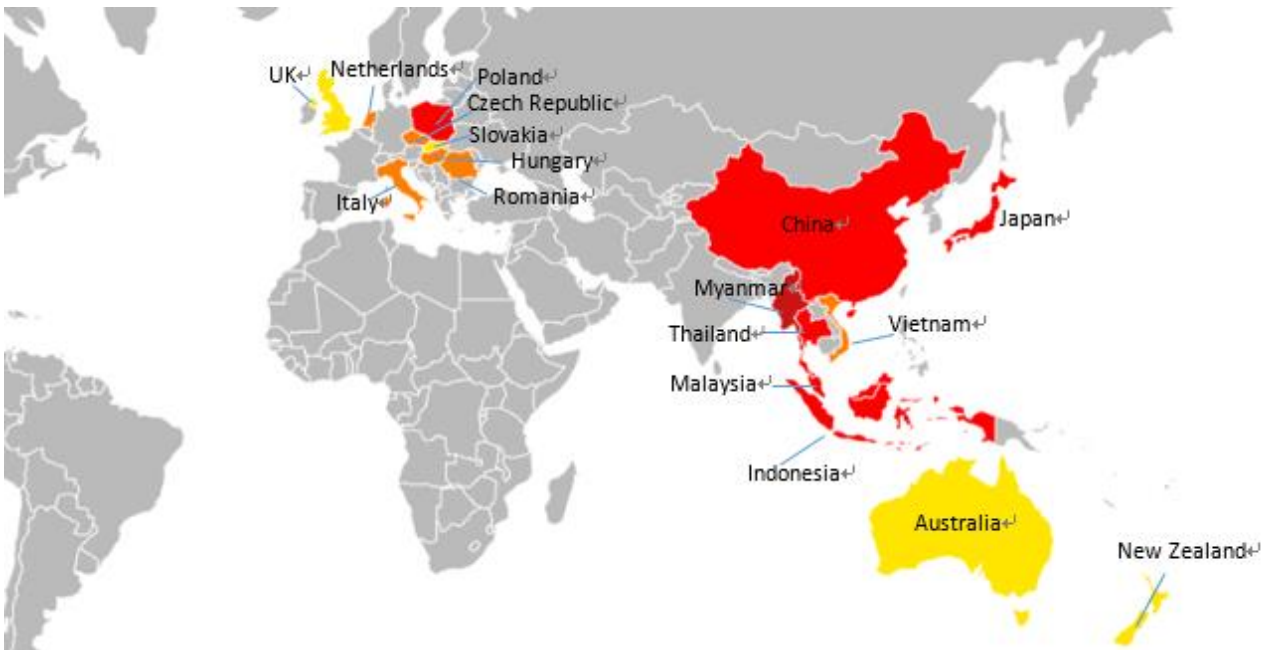 UK↵
Netherlands↵
Poland↵
Czech Republic↵
Slovakia↵
Hungary↵
Romania↵
Italy↵
China↵
Japan↵
Myanmar↵
Thailand↵
Vietnam↵
Malaysia↵
Indonesia↵
Australia↵
New Zealand↵